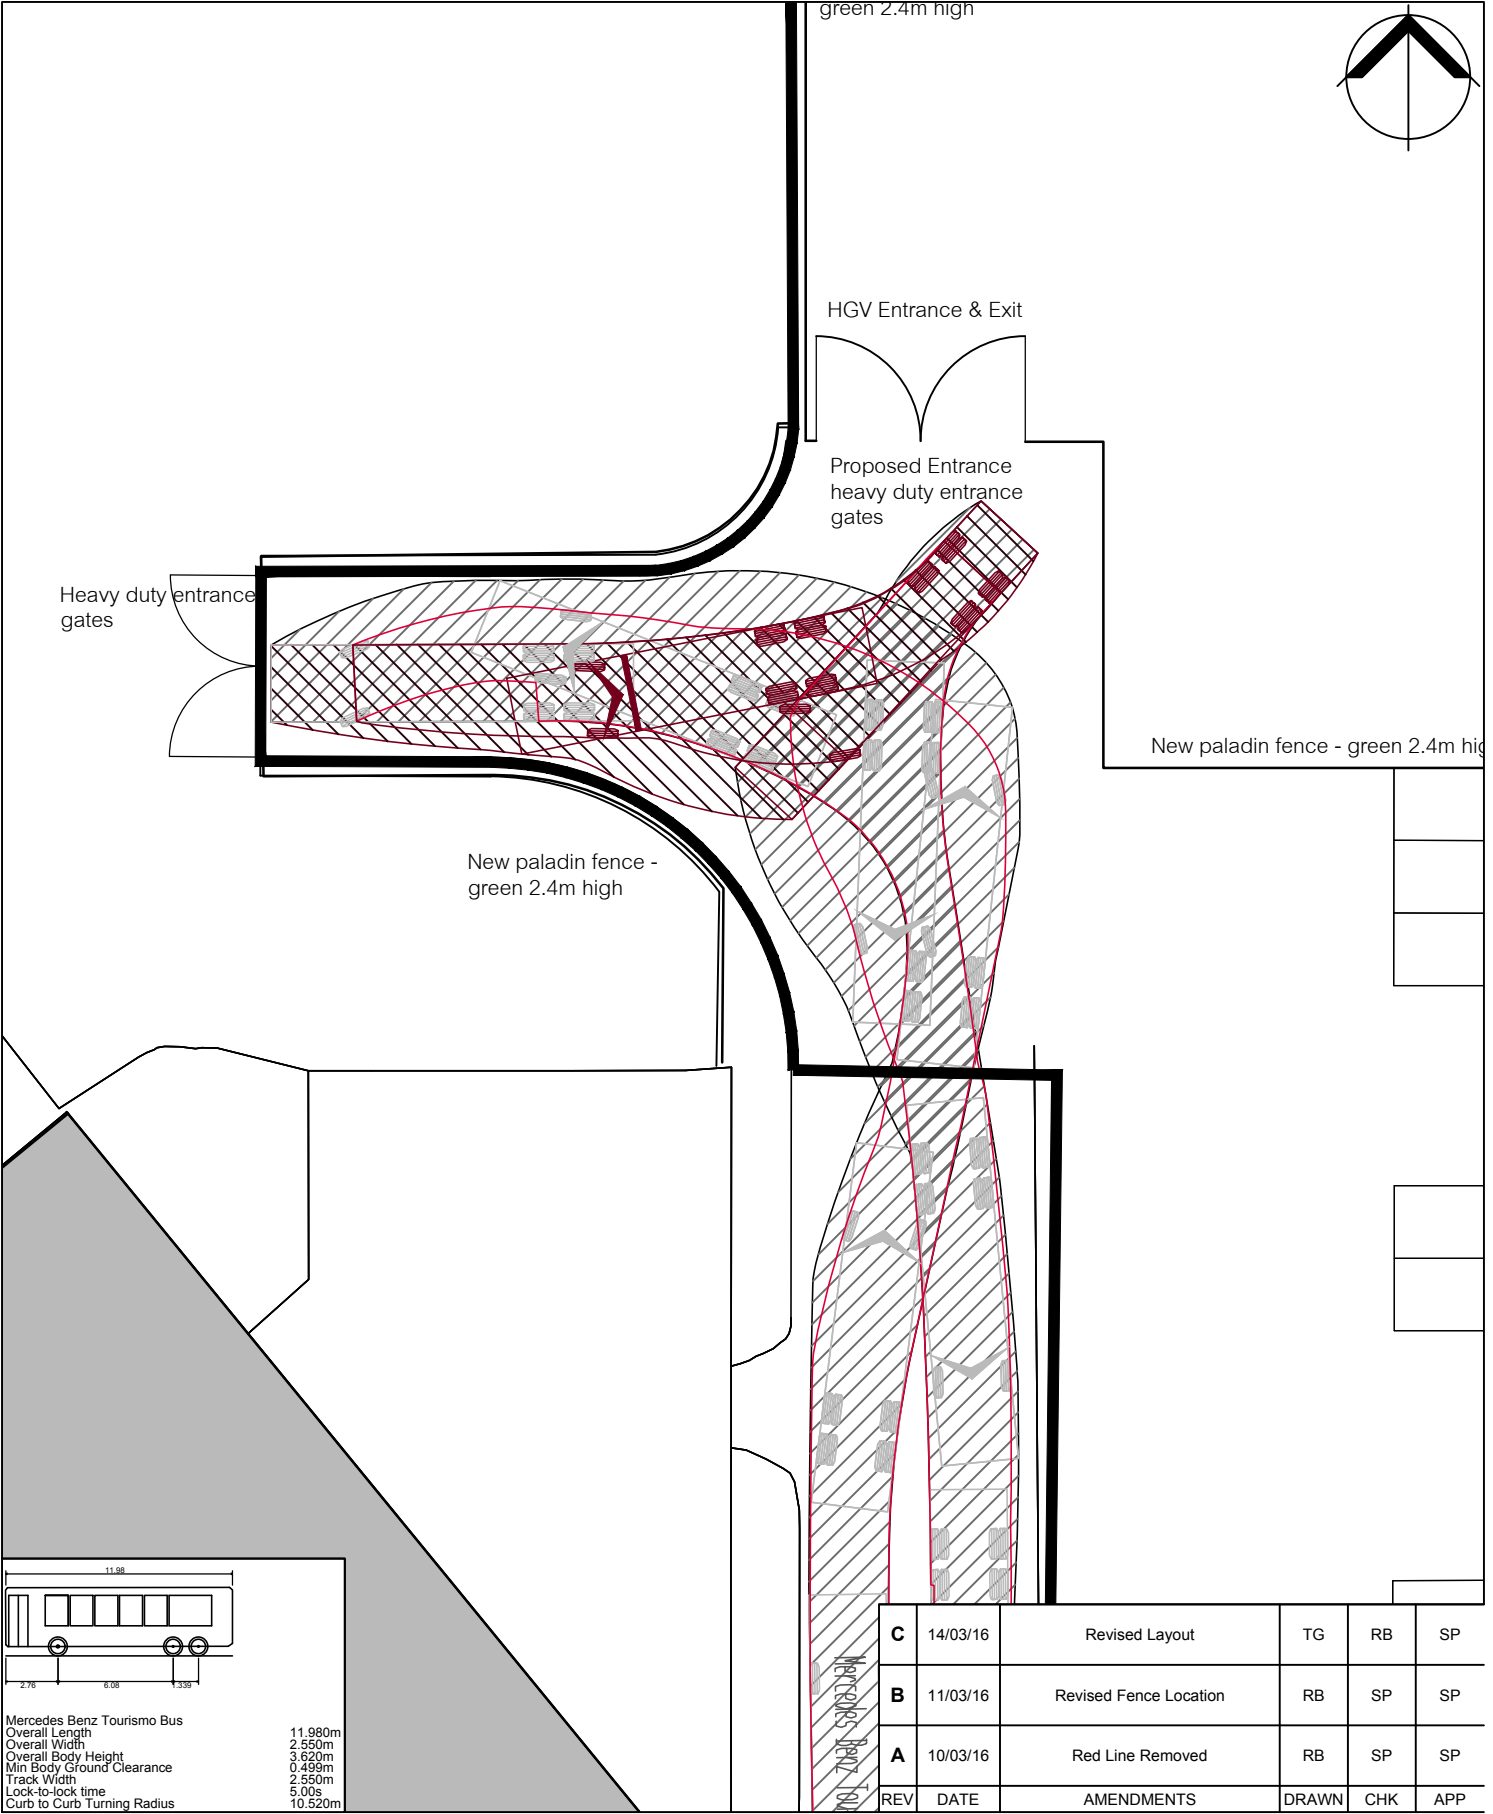 green 2.4m high
HGV Entrance & Exit
Proposed Entrance
heavy duty entrance
gates
Heavy duty entrance
gates
New paladin fence - green 2.4m hig
New paladin fence -
green 2.4m high
11.98
2.76 6.08 1.339
Mercedes Benz Tourismo Bus
Overall Length 11.980m
Overall Width 2.550m
Overall Body Height 3.620m
Min Body Ground Clearance 0.499m
Track Width 2.550m
Lock-to-lock time 5.00s
Curb to Curb Turning Radius 10.520m
Mercedes Benz Tou
C 14/03/16 Revised Layout TG RB SP
B 11/03/16 Revised Fence Location RB SP SP
A 10/03/16 Red Line Removed RB SP SP
REV DATE AMENDMENTS DRAWN CHK APP